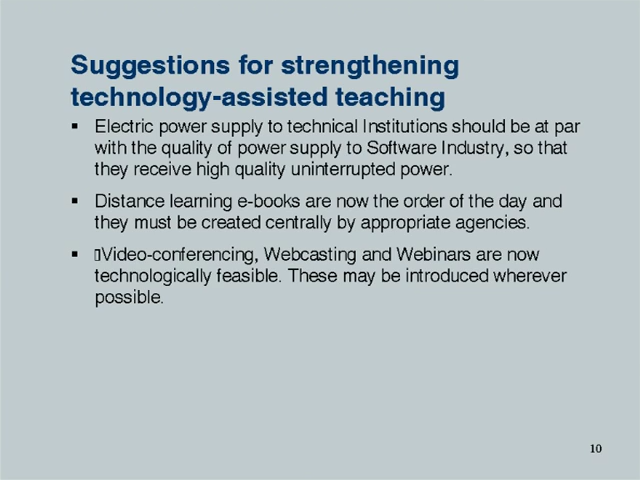 Suggestions for strengthening
technology-assisted teaching
▪ Electric power supply to technical Institutions should be at par
with the quality of power supply to Software Industry, so that
they receive high quality uninterrupted power.
▪ Distance learning e-books are now the order of the day and
they must be created centrally by appropriate agencies.
▪ ▯Video-conferencing, Webcasting and Webinars are now
technologically feasible. These may be introduced wherever
possible.
10